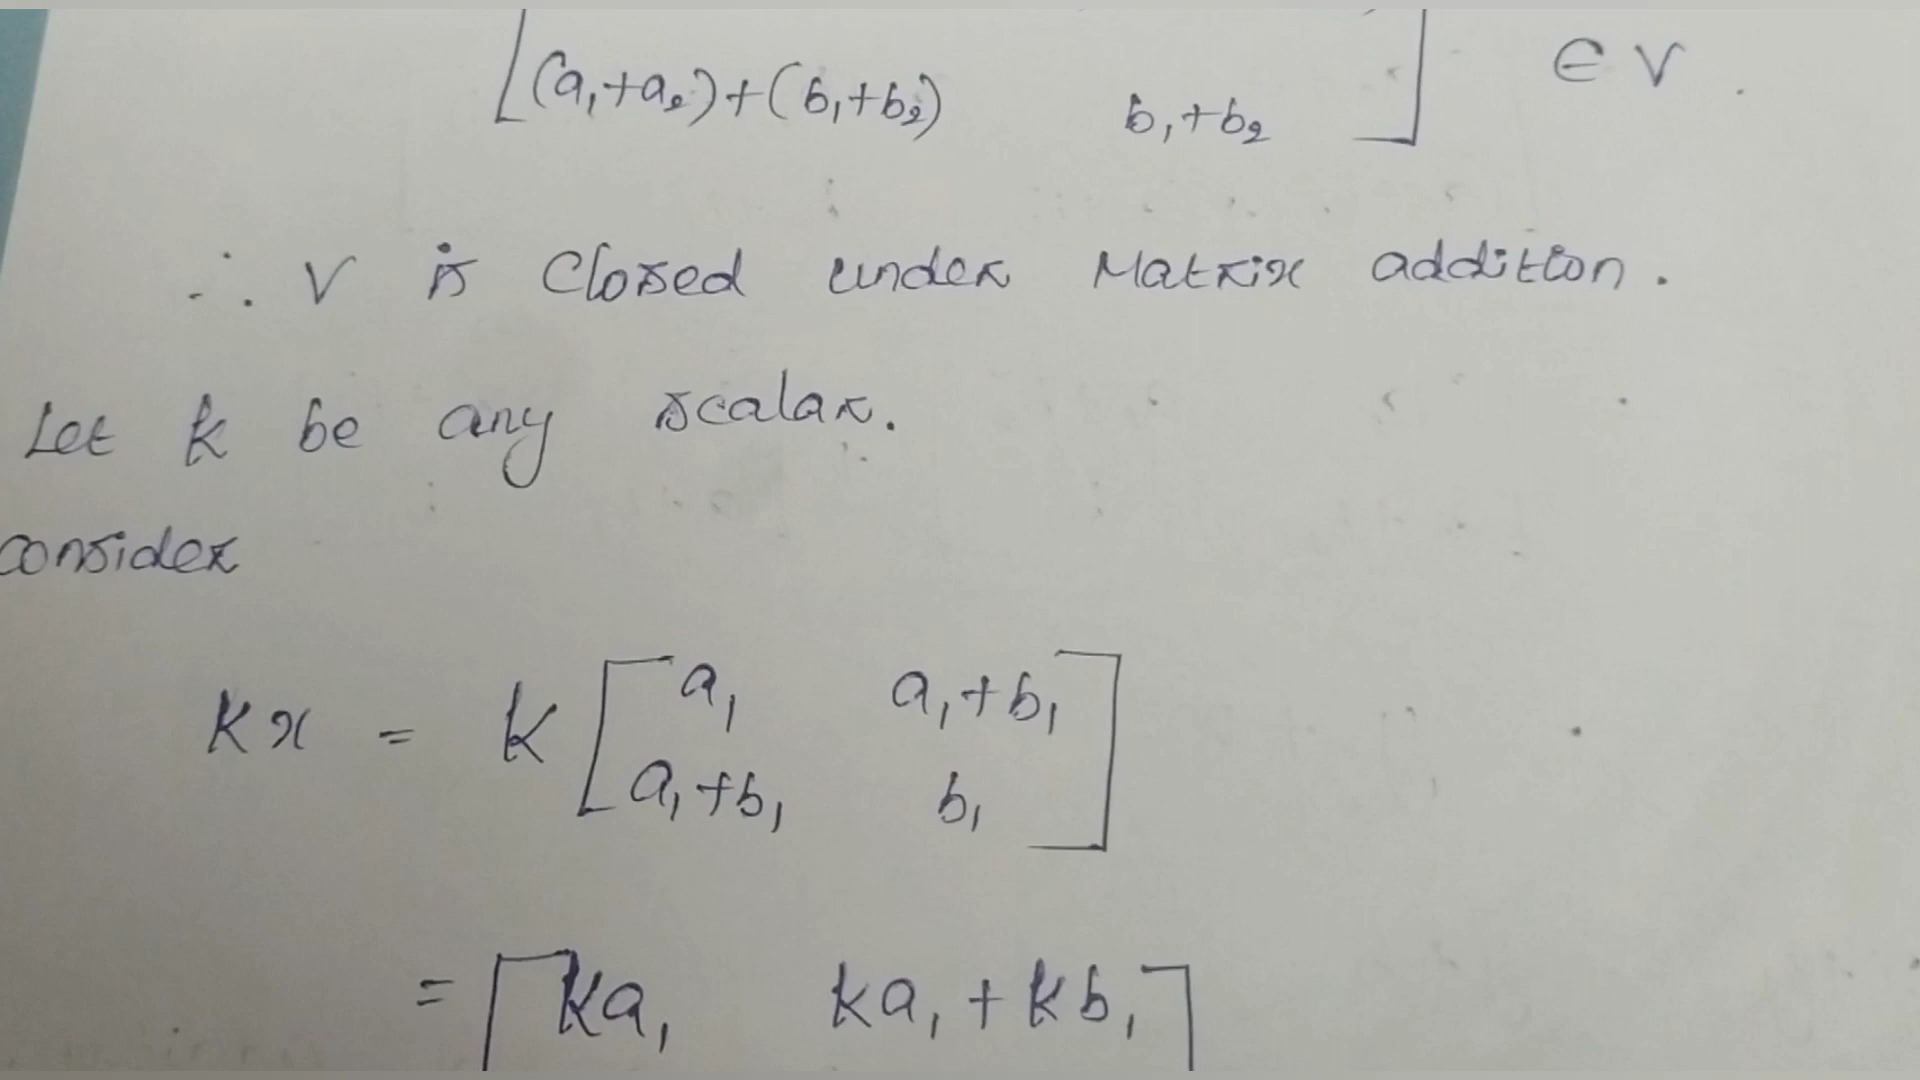 (a₁+a₂)+(b₁+b₂) b₁+b₂ ∈ V.
∴ V is closed under Matrix addition.
Let k be any scalar.
consider
Kx = k [ a₁ a₁+b₁
a₁+b₁ b₁ ]
= [ ka₁ ka₁+kb₁ ]